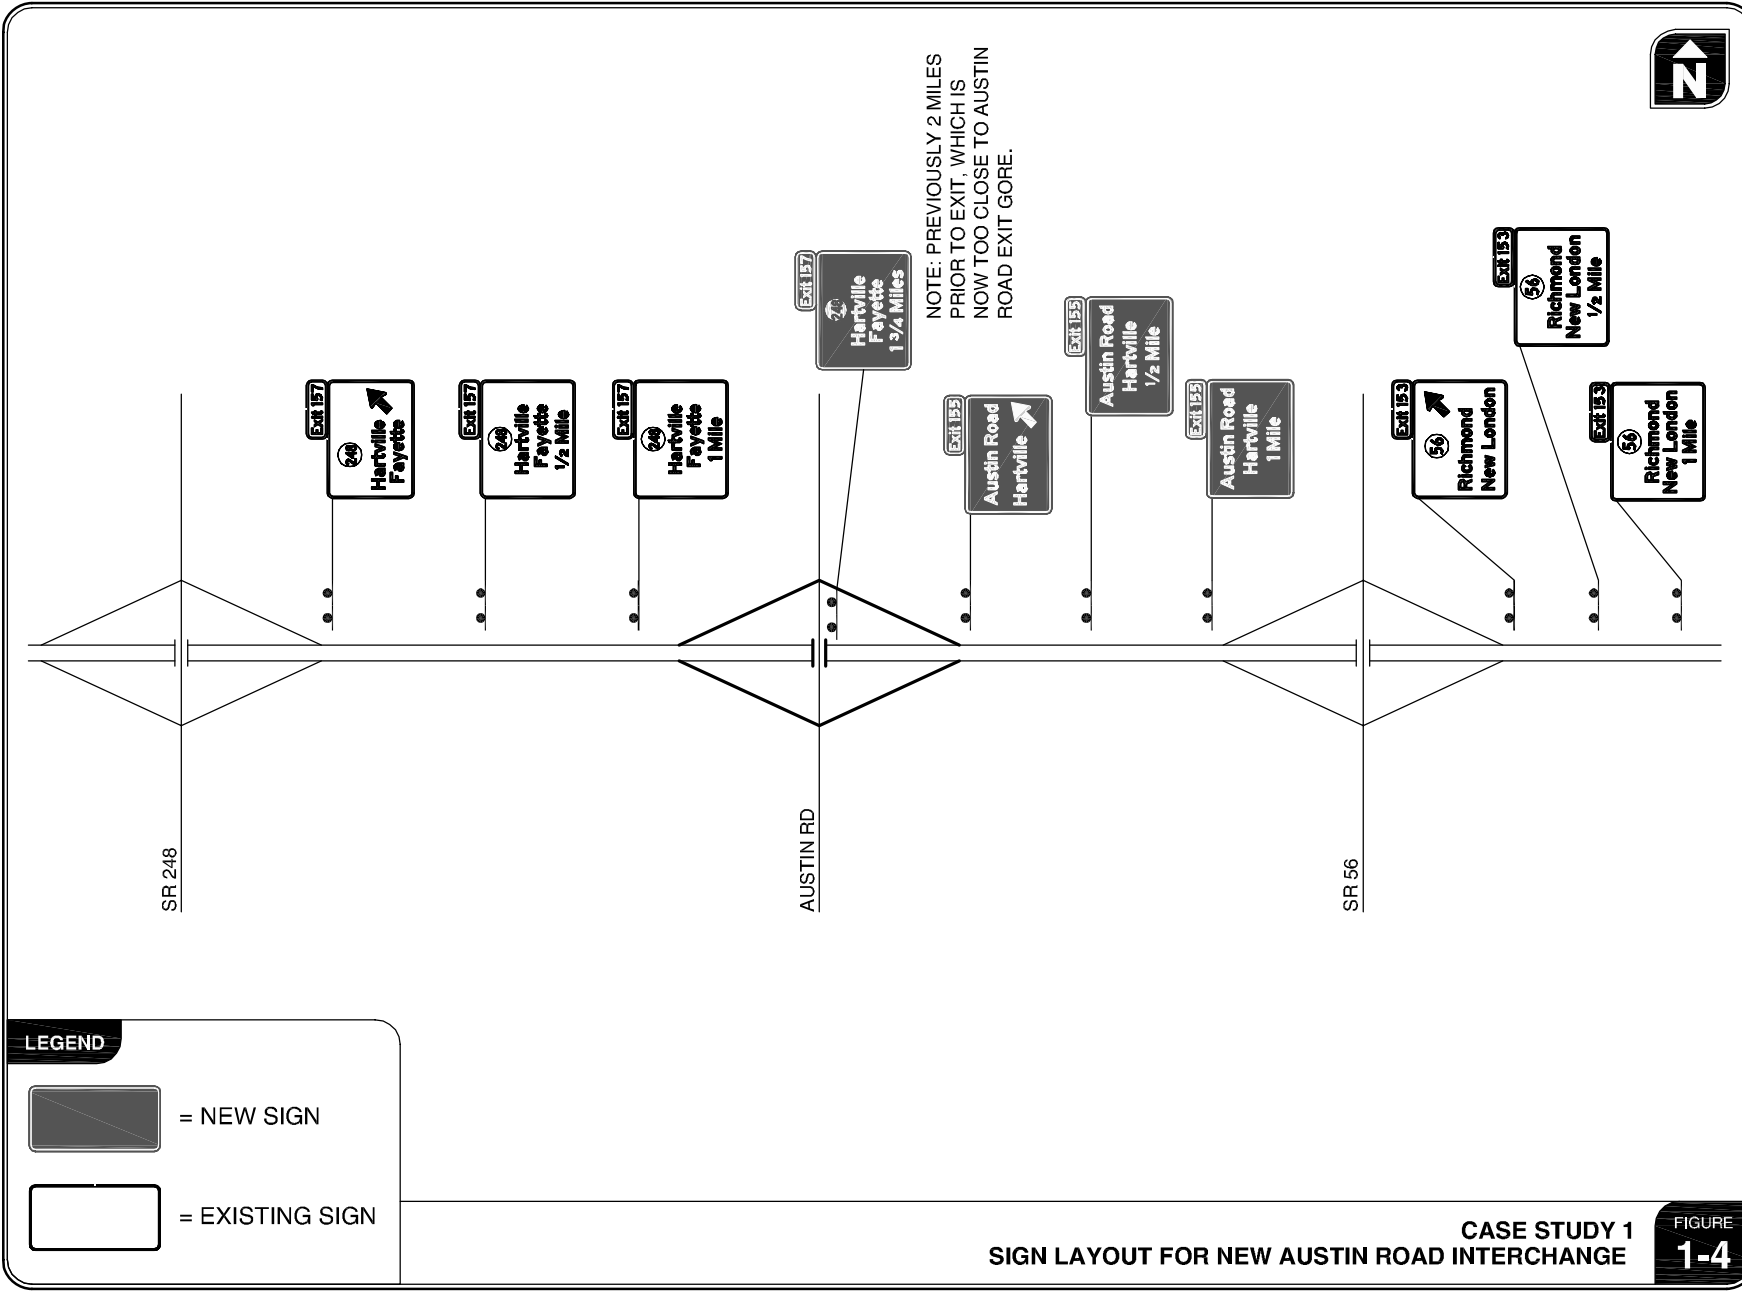 N
NOTE: PREVIOUSLY 2 MILES
PRIOR TO EXIT, WHICH IS
NOW TOO CLOSE TO AUSTIN
ROAD EXIT GORE.
Exit 157
248
Hartville
Fayette
Exit 157
248
Hartville
Fayette
1/2 Mile
Exit 157
248
Hartville
Fayette
1 Mile
Exit 157
Hartville
Fayette
1 3/4 Miles
Exit 155
Austin Road
Hartville
Exit 155
Austin Road
Hartville
1/2 Mile
Exit 155
Austin Road
Hartville
1 Mile
Exit 153
56
Richmond
New London
Exit 153
56
Richmond
New London
1/2 Mile
Exit 153
56
Richmond
New London
1 Mile
SR 248
AUSTIN RD
SR 56
LEGEND
= NEW SIGN
= EXISTING SIGN
CASE STUDY 1
SIGN LAYOUT FOR NEW AUSTIN ROAD INTERCHANGE
FIGURE
1-4